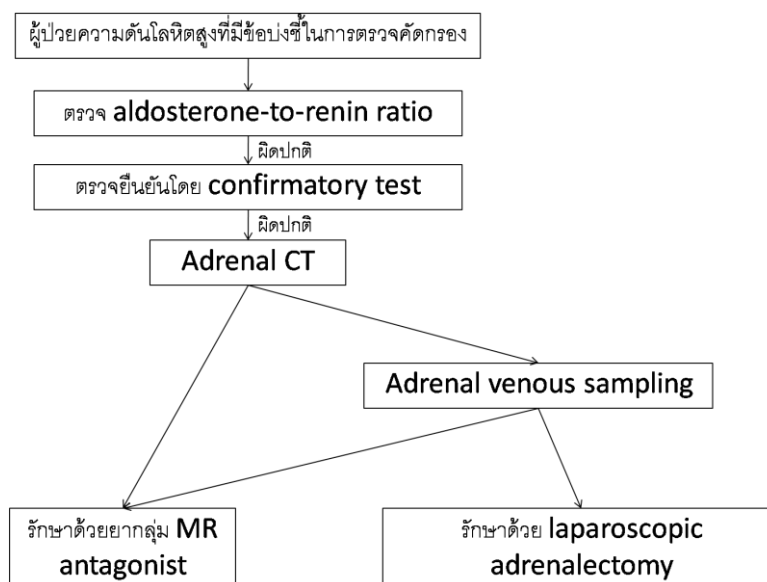 ผู้ป่วยความดันโลหิตสูงที่มีข้อบ่งชี้ในการตรวจคัดกรอง
ตรวจ aldosterone-to-renin ratio
ผิดปกติ
ตรวจยืนยันโดย confirmatory test
ผิดปกติ
Adrenal CT
Adrenal venous sampling
รักษาด้วยยากลุ่ม MR
antagonist
รักษาด้วย laparoscopic
adrenalectomy